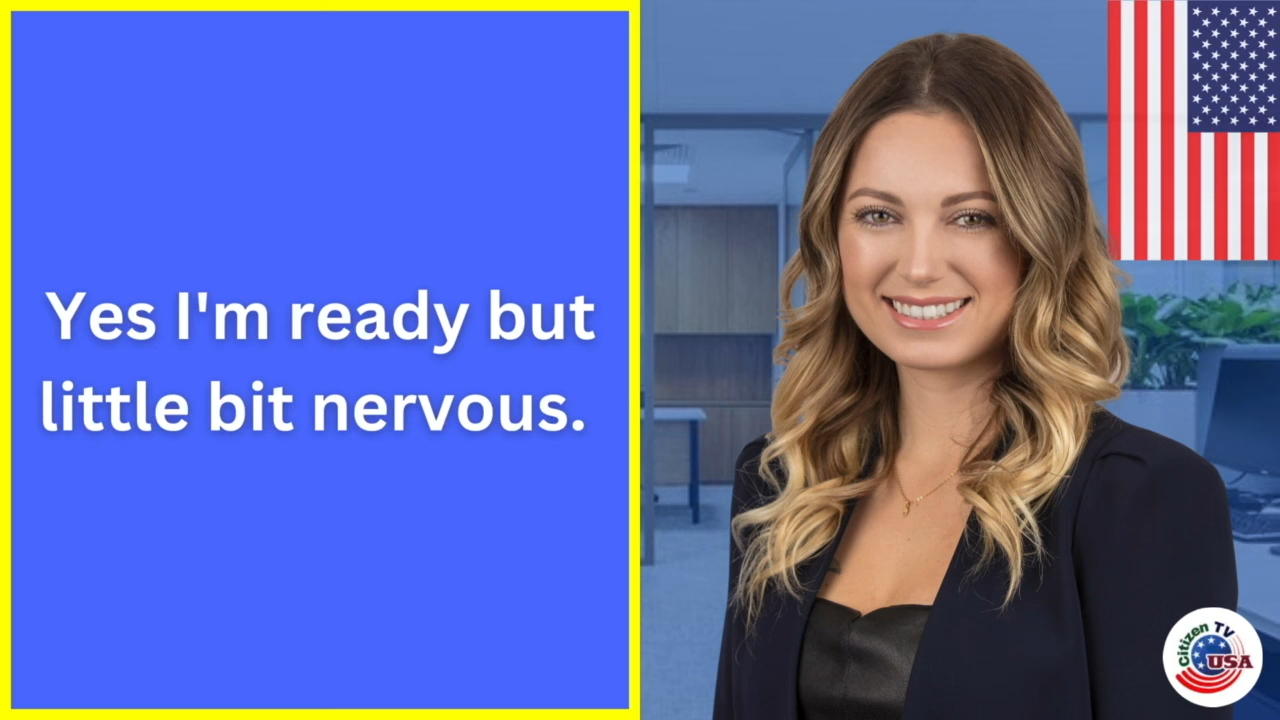 Yes I'm ready but
little bit nervous.
Citizen TV
USA